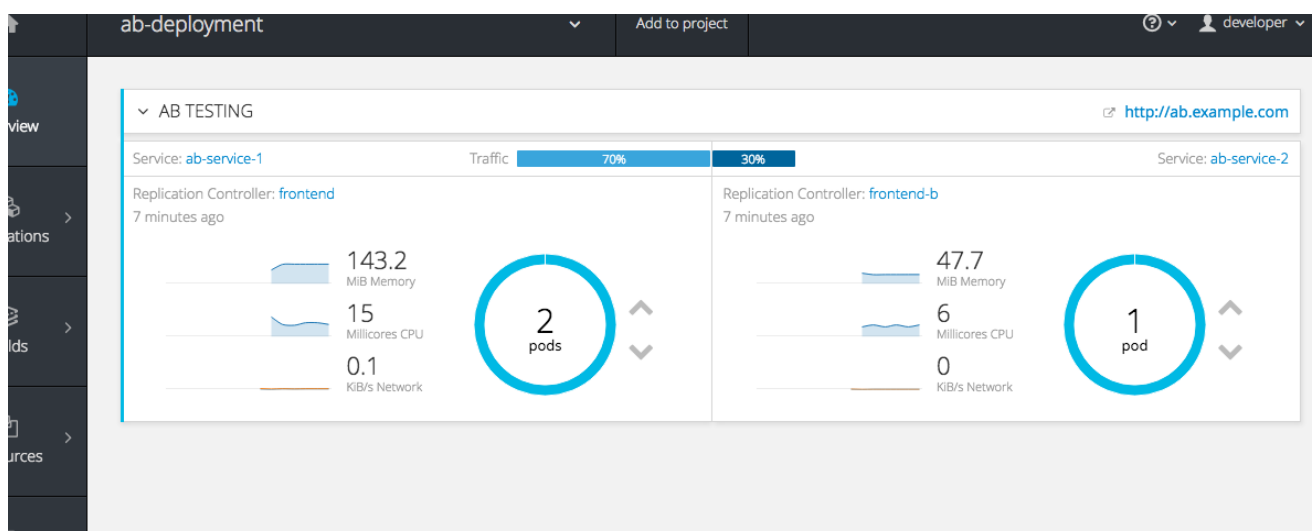 ab-deployment
Add to project
developer
view
ations
lds
urces
AB TESTING
http://ab.example.com
Service: ab-service-1
Traffic
70%
30%
Service: ab-service-2
Replication Controller: frontend
7 minutes ago
143.2
MiB Memory
15
Millicores CPU
0.1
KiB/s Network
2
pods
Replication Controller: frontend-b
7 minutes ago
47.7
MiB Memory
6
Millicores CPU
0
KiB/s Network
1
pod